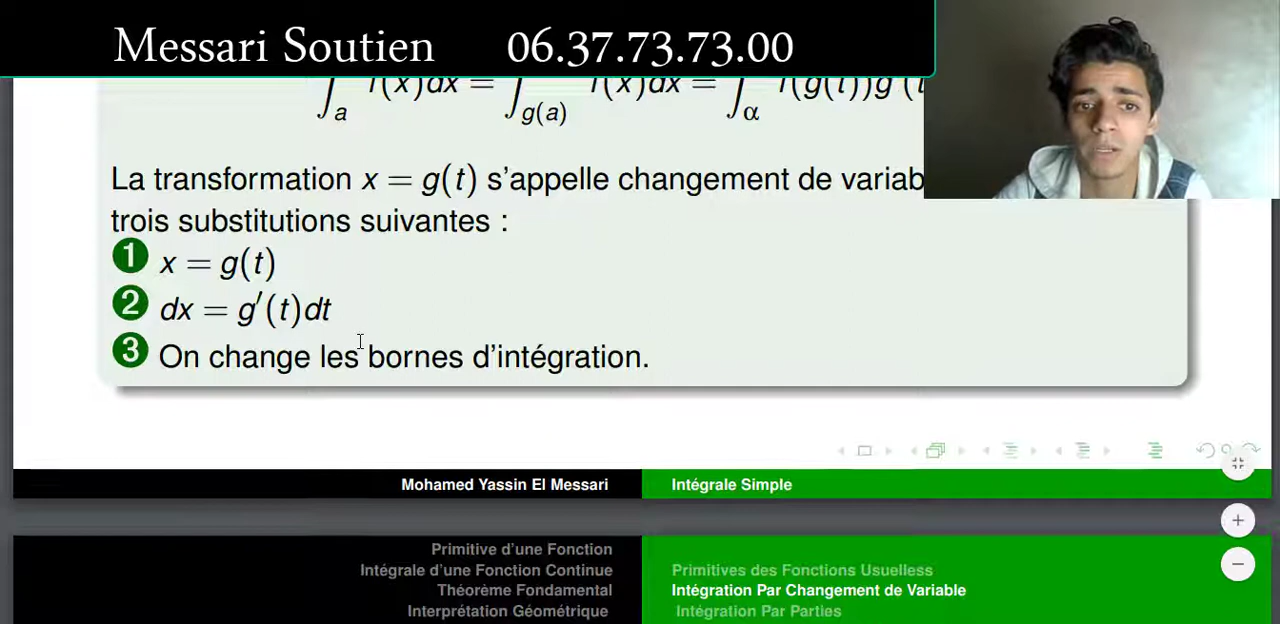 Messari Soutien 06.37.73.73.00
La transformation x = g(t) s'appelle changement de
trois substitutions suivantes :
1 x = g(t)
2 dx = g′(t)dt
3 On change les bornes d'intégration.
Mohamed Yassin El Messari Intégrale Simple
Primitive d'une Fonction
Intégrale d'une Fonction Continue Primitives des Fonctions Usuelless
Théorème Fondamental Intégration Par Changement de Variable
Interprétation Géométrique Intégration Par Parties